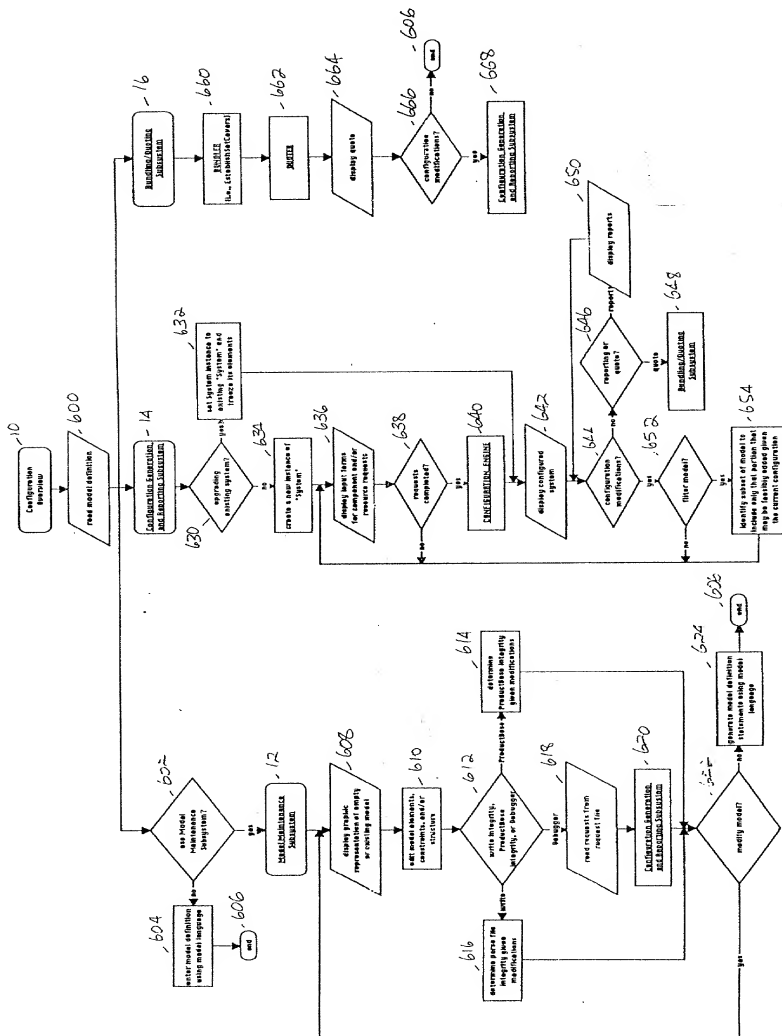 10
Configuration
overview
600
read model definition
602
use Model
Maintenance
Subsystem?
no
604
enter model definition
using model language
606
end
yes
12
Model Maintenance
Subsystem
608
display graphic
representation of empty
or existing model
610
edit model elements,
constraints, and/or
structure
612
write integrity,
ProductBase
integrity, or Debugger
ProductBase
614
determine
ProductBase integrity
given modifications
write
616
determine parse file
integrity given
modifications
Debugger
618
read requests from
request file
620
Configuration Generation
and Reporting Subsystem
622
modify model?
yes
no
624
generate model definition
statements using model
language
606
end
14
Configuration Generation
and Reporting Subsystem
630
upgrading
existing system?
yes
632
set System instance to
existing "System" and
freeze its elements
no
634
create a new instance of
"System"
636
display input forms
for component and/or
resource requests
638
requests
completed?
no
yes
640
CONFIGURATION ENGINE
642
display configured
system
644
configuration
modifications?
no
646
reporting or
quote?
report
650
display reports
quote
648
Bundling/Quoting
Subsystem
yes
652
filter model?
no
yes
654
identify subset of model to
include only that portion that
may be feasibly added given
the current configuration
16
Bundling/Quoting
Subsystem
660
BUNDLER
(i.e., EstablishSetCovers)
662
QUOTER
664
display quote
666
configuration
modifications?
no
606
end
yes
668
Configuration Generation
and Reporting Subsystem